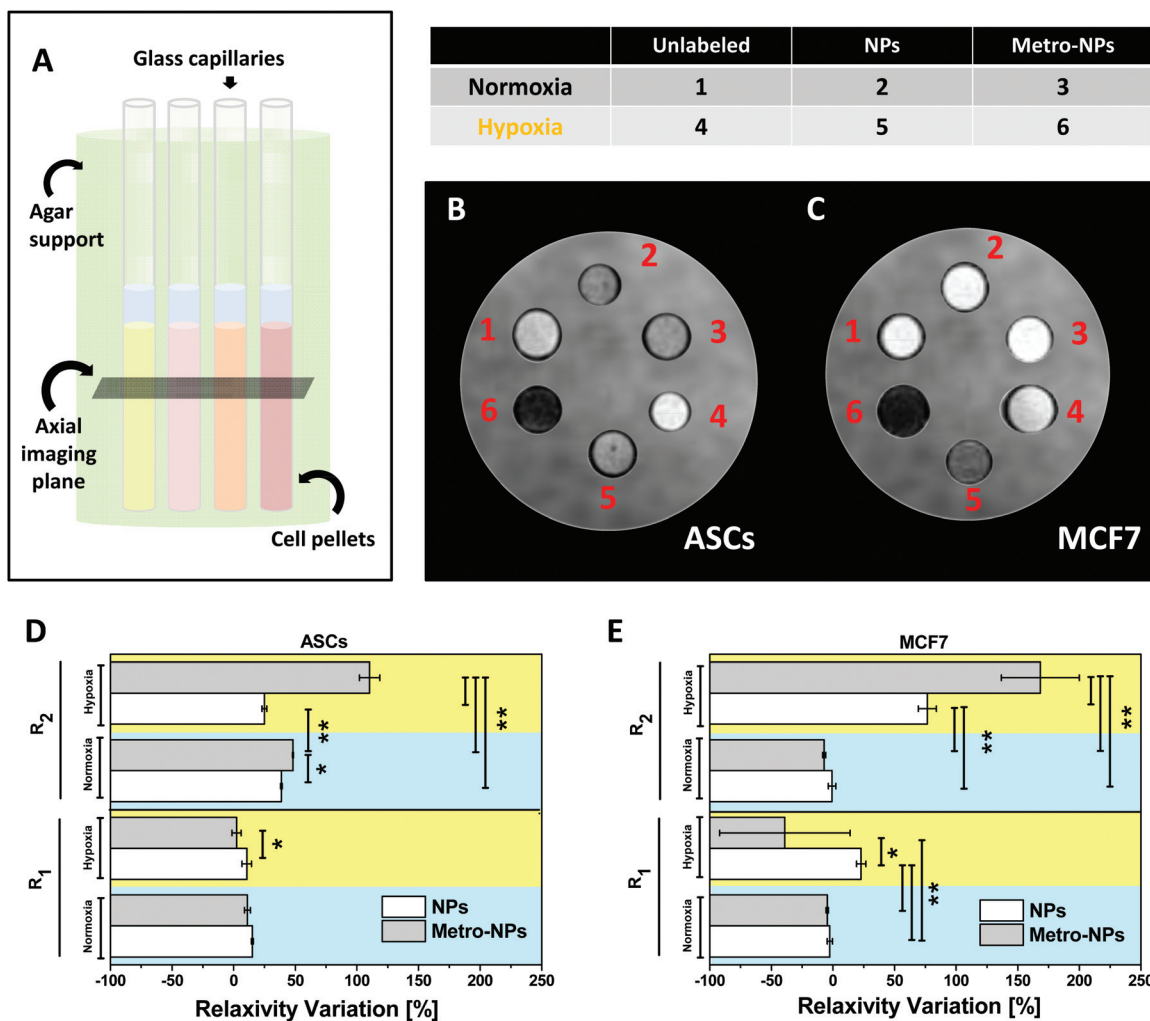 A
Glass capillaries
Agar
support
Axial
imaging
plane
Cell pellets
Unlabeled NPs Metro-NPs
Normoxia 1 2 3
Hypoxia 4 5 6
B
2
1
3
6
4
5
ASCs
C
2
1
3
6
4
5
MCF7
D
ASCs
R2
Hypoxia
Normoxia
R1
Hypoxia
Normoxia
**
*
**
*
NPs
Metro-NPs
-100 -50 0 50 100 150 200 250
Relaxivity Variation [%]
E
MCF7
R2
Hypoxia
Normoxia
R1
Hypoxia
Normoxia
**
**
*
**
NPs
Metro-NPs
-100 -50 0 50 100 150 200 250
Relaxivity Variation [%]